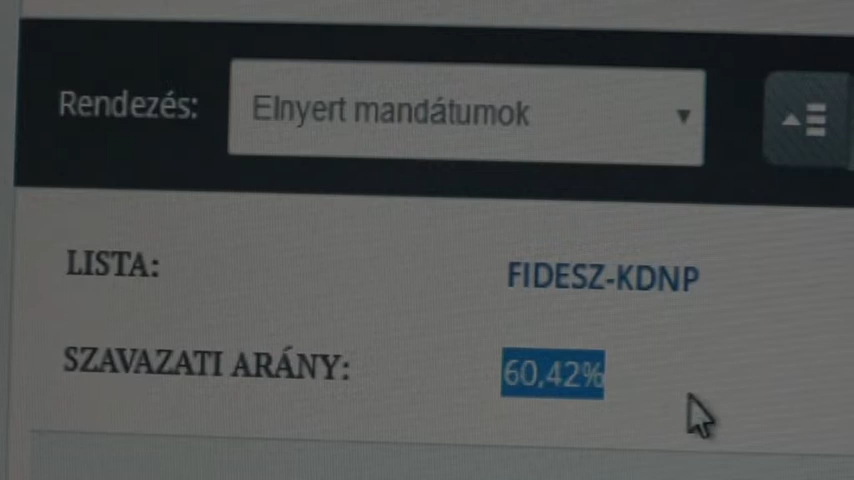 Rendezés: Elnyert mandátumok
LISTA: FIDESZ-KDNP
SZAVAZATI ARÁNY: 60,42%